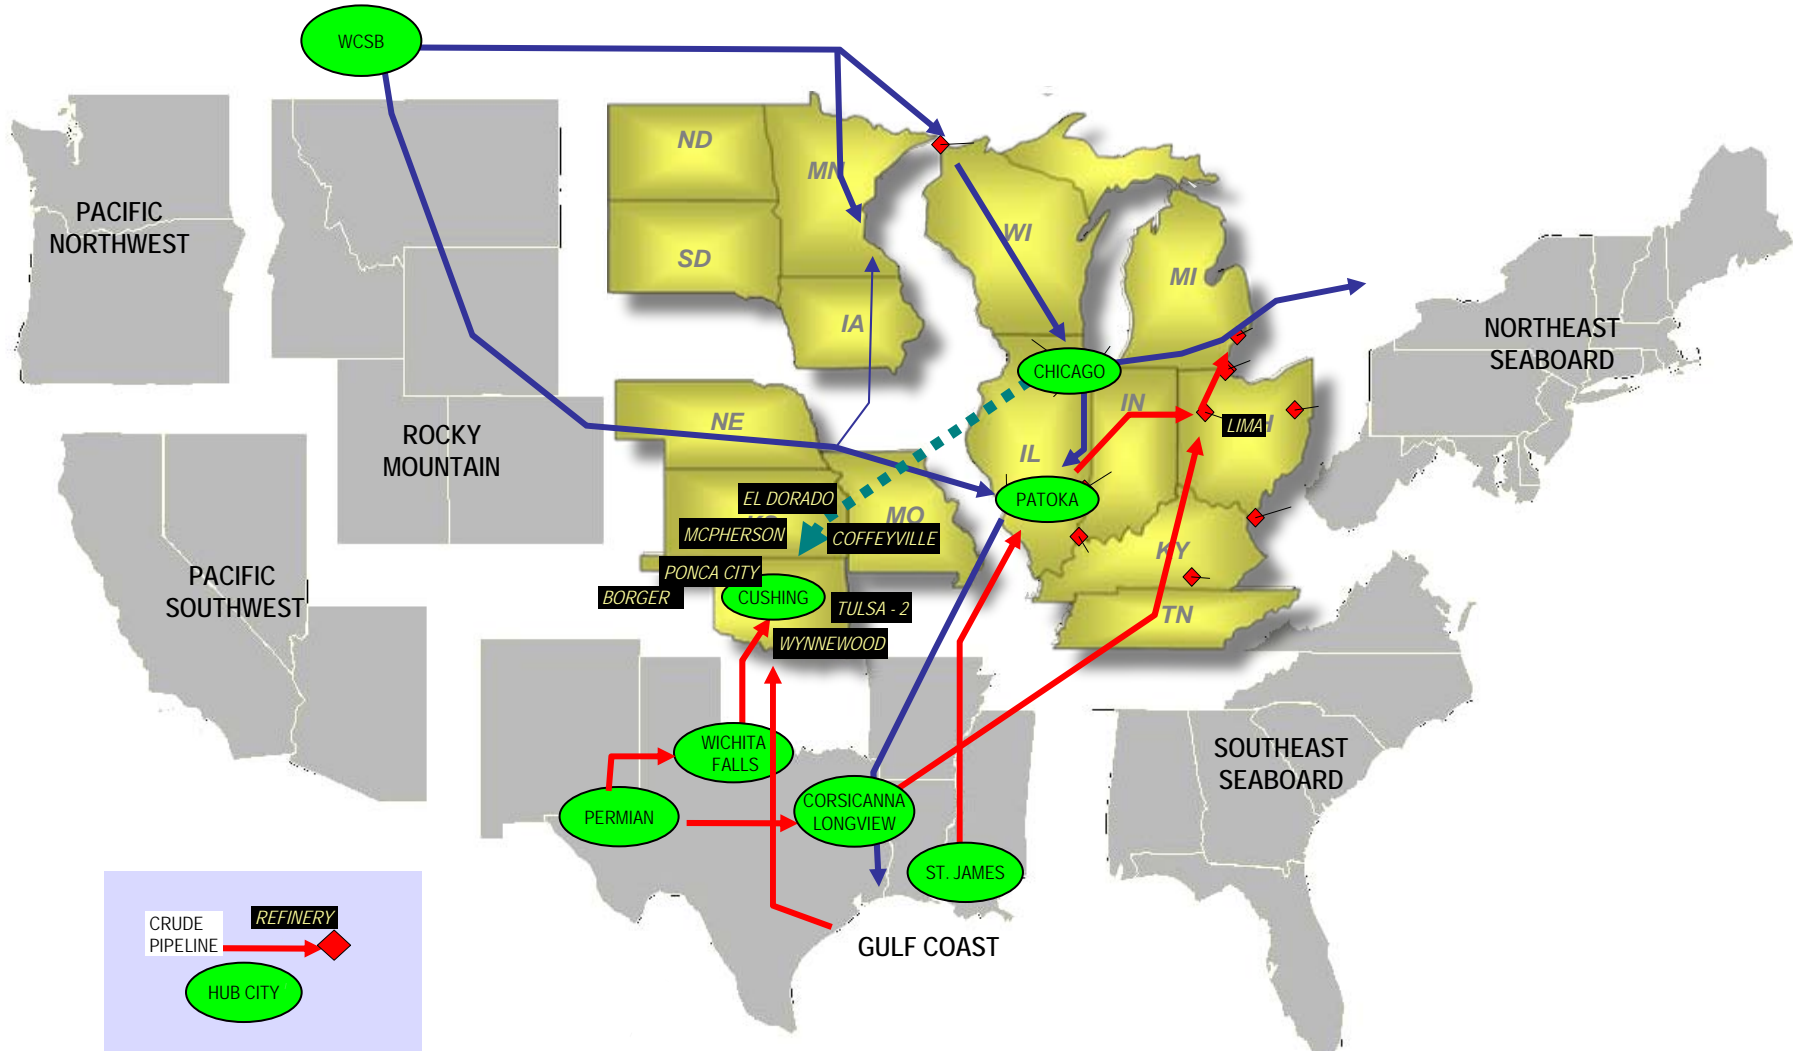 WCSB
ND
MN
PACIFIC
NORTHWEST
WI
SD
MI
IA
NORTHEAST
SEABOARD
CHICAGO
NE
IN
LIMA
H
ROCKY
MOUNTAIN
IL
EL DORADO
PATOKA
MO
MCPHERSON
COFFEYVILLE
KY
PONCA CITY
PACIFIC
SOUTHWEST
BORGER
CUSHING
TULSA - 2
TN
WYNNEWOOD
WICHITA
FALLS
SOUTHEAST
SEABOARD
PERMIAN
CORSICANNA
LONGVIEW
ST. JAMES
GULF COAST
CRUDE
PIPELINE
REFINERY
HUB CITY